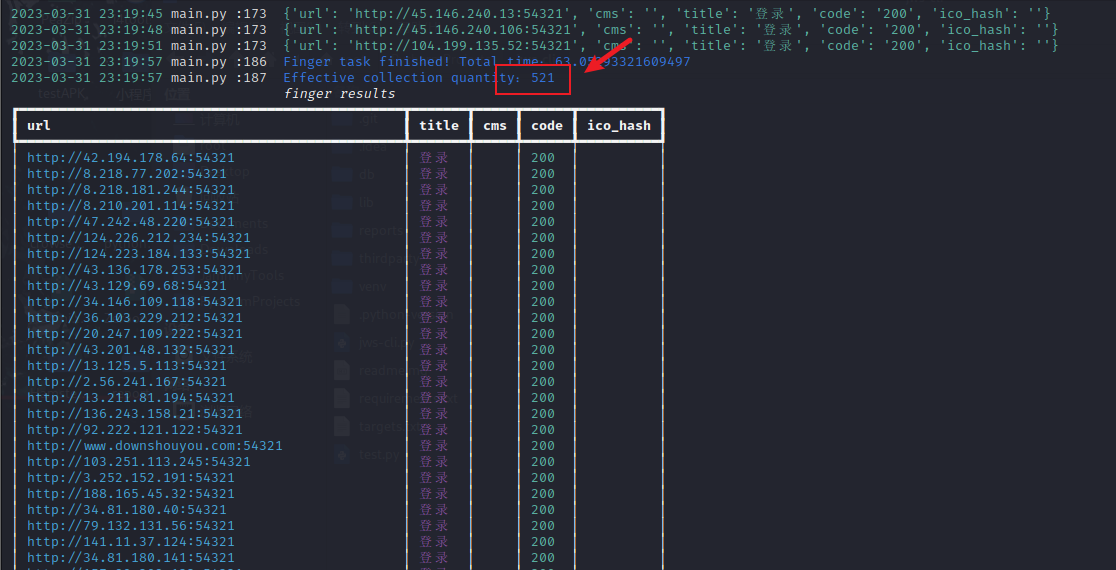 2023-03-31 23:19:45 main.py :173 {'url': 'http://45.146.240.13:54321', 'cms': '', 'title': '登录', 'code': '200', 'ico_hash': ''}
2023-03-31 23:19:48 main.py :173 {'url': 'http://45.146.240.106:54321', 'cms': '', 'title': '登录', 'code': '200', 'ico_hash': ''}
2023-03-31 23:19:51 main.py :173 {'url': 'http://104.199.135.52:54321', 'cms': '', 'title': '登录', 'code': '200', 'ico_hash': ''}
2023-03-31 23:19:57 main.py :186 Finger task finished! Total time: 
2023-03-31 23:19:57 main.py :187 Effective collection quantity: 521
finger results
url title cms code ico_hash
http://42.194.178.64:54321 登录 200
http://8.218.77.202:54321 登录 200
http://8.218.181.244:54321 登录 200
http://8.210.201.114:54321 登录 200
http://47.242.48.220:54321 登录 200
http://124.226.212.234:54321 登录 200
http://124.223.184.133:54321 登录 200
http://43.136.178.253:54321 登录 200
http://43.129.69.68:54321 登录 200
http://34.146.109.118:54321 登录 200
http://36.103.229.212:54321 登录 200
http://20.247.109.222:54321 登录 200
http://43.201.48.132:54321 登录 200
http://13.125.5.113:54321 登录 200
http://2.56.241.167:54321 登录 200
http://13.211.81.194:54321 登录 200
http://136.243.158.21:54321 登录 200
http://92.222.121.122:54321 登录 200
http://www.downshouyou.com:54321 登录 200
http://103.251.113.245:54321 登录 200
http://3.252.152.191:54321 登录 200
http://188.165.45.32:54321 登录 200
http://34.81.180.40:54321 登录 200
http://79.132.131.56:54321 登录 200
http://141.11.37.124:54321 登录 200
http://34.81.180.141:54321 登录 200